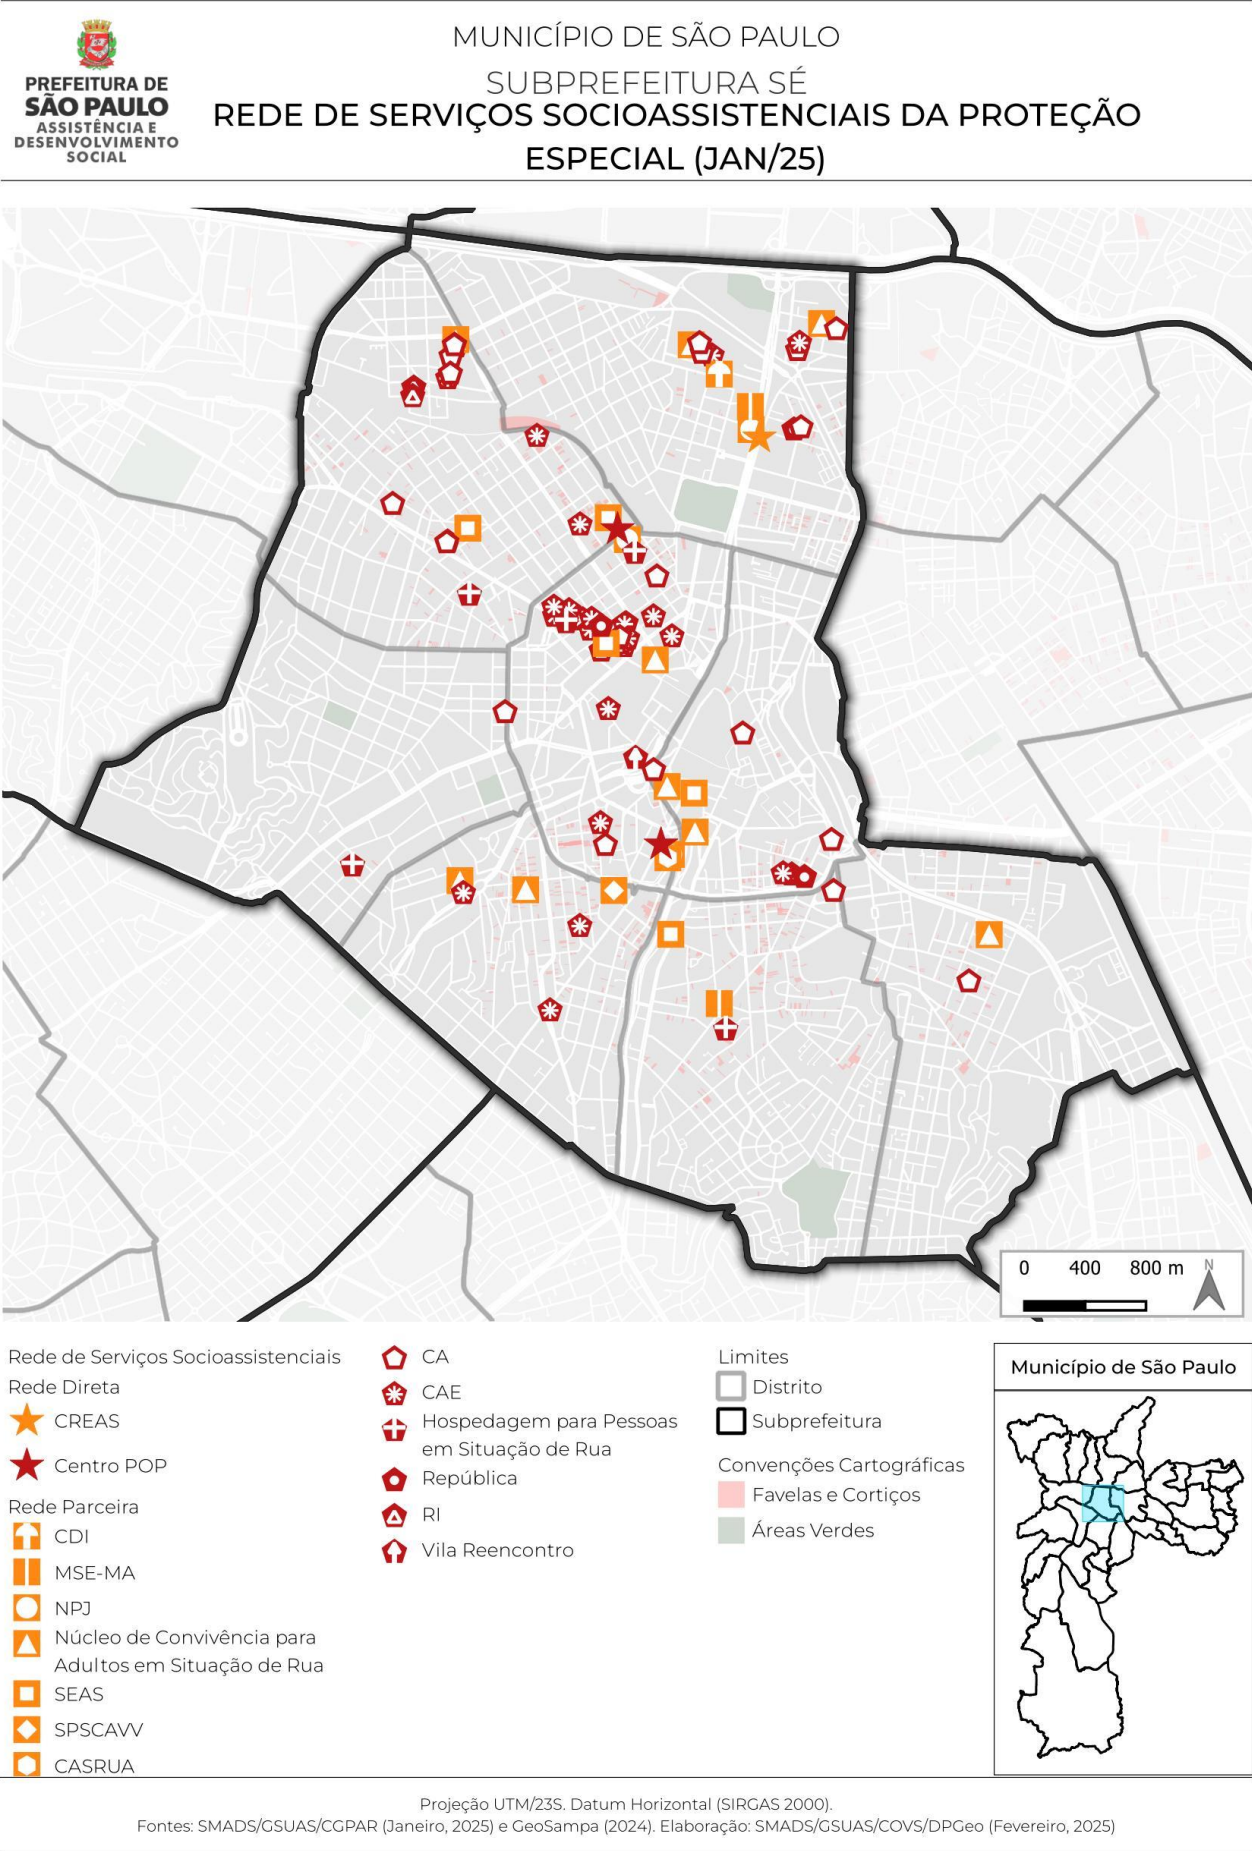 PREFEITURA DE
SÃO PAULO
ASSISTÊNCIA E
DESENVOLVIMENTO
SOCIAL
MUNICÍPIO DE SÃO PAULO
SUBPREFEITURA SÉ
REDE DE SERVIÇOS SOCIOASSISTENCIAIS DA PROTEÇÃO
ESPECIAL (JAN/25)
0 400 800 m
N
Rede de Serviços Socioassistenciais
Rede Direta
CREAS
Centro POP
Rede Parceira
CDI
MSE-MA
NPJ
Núcleo de Convivência para
Adultos em Situação de Rua
SEAS
SPSCAVV
CASRUA
CA
CAE
Hospedagem para Pessoas
em Situação de Rua
República
RI
Vila Reencontro
Limites
Distrito
Subprefeitura
Convenções Cartográficas
Favelas e Cortiços
Áreas Verdes
Município de São Paulo
Projeção UTM/23S. Datum Horizontal (SIRGAS 2000).
Fontes: SMADS/GSUAS/CGPAR (Janeiro, 2025) e GeoSampa (2024). Elaboração: SMADS/GSUAS/COVS/DPGeo (Fevereiro, 2025)